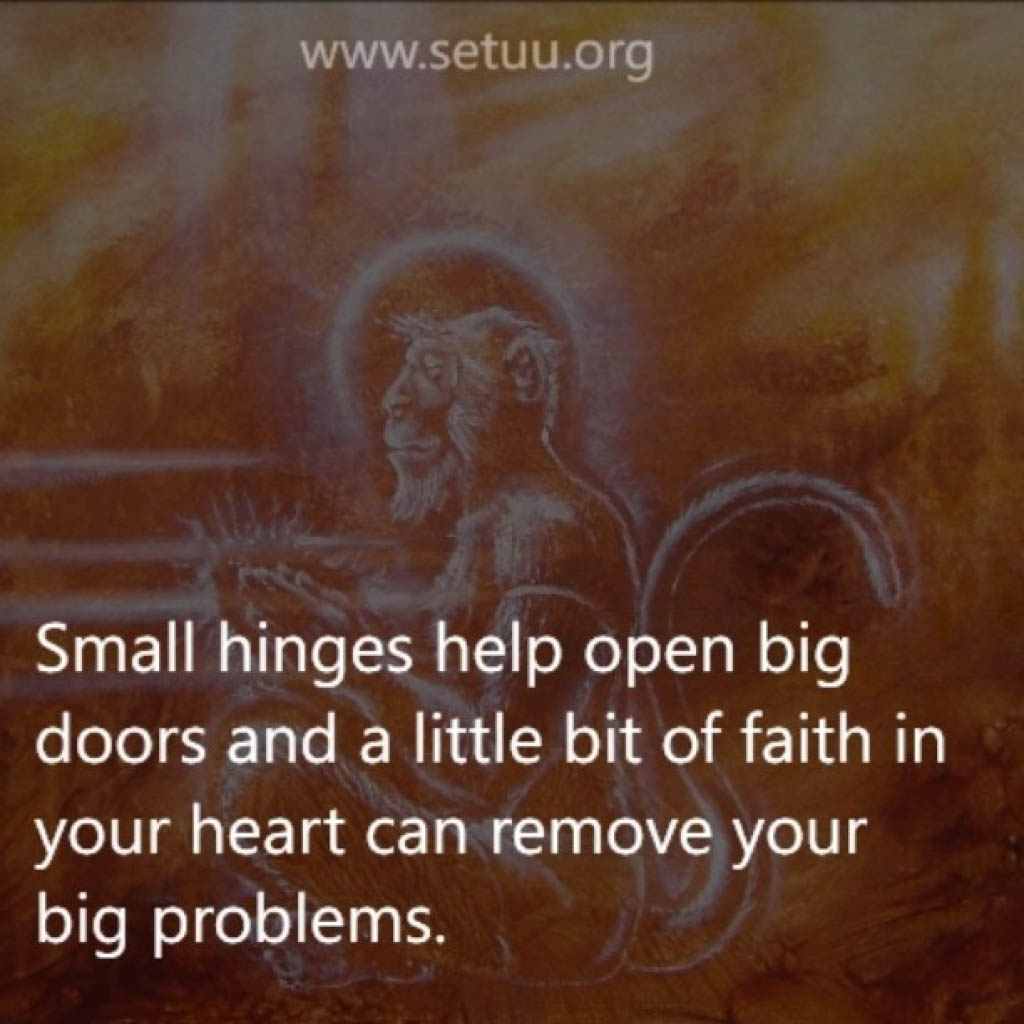 www.setuu.org
Small hinges help open big
doors and a little bit of faith in
your heart can remove your
big problems.